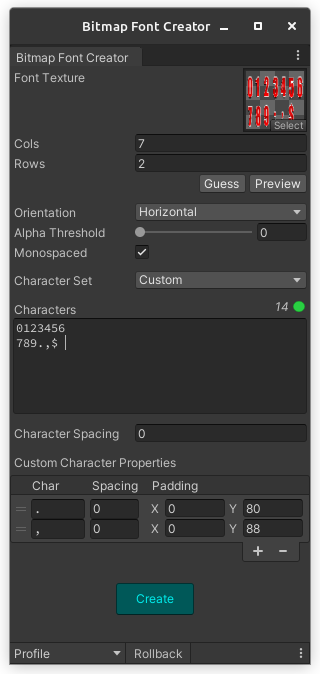 Bitmap Font Creator
Bitmap Font Creator
Font Texture
0123456
789.,$
Select
Cols 7
Rows 2
Guess Preview
Orientation Horizontal
Alpha Threshold 0
Monospaced
Character Set Custom
Characters 14
0123456
789.,$
Character Spacing 0
Custom Character Properties
Char Spacing Padding
. 0 X 0 Y 80
, 0 X 0 Y 88
+ −
Create
Profile Rollback